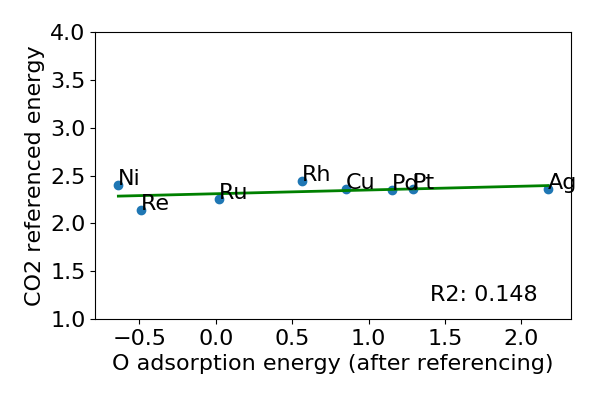 4.0
3.5
3.0
2.5
2.0
1.5
1.0
CO2 referenced energy
Ni
Re
Ru
Rh
Cu
Pd
Pt
Ag
R2: 0.148
−0.5
0.0
0.5
1.0
1.5
2.0
O adsorption energy (after referencing)